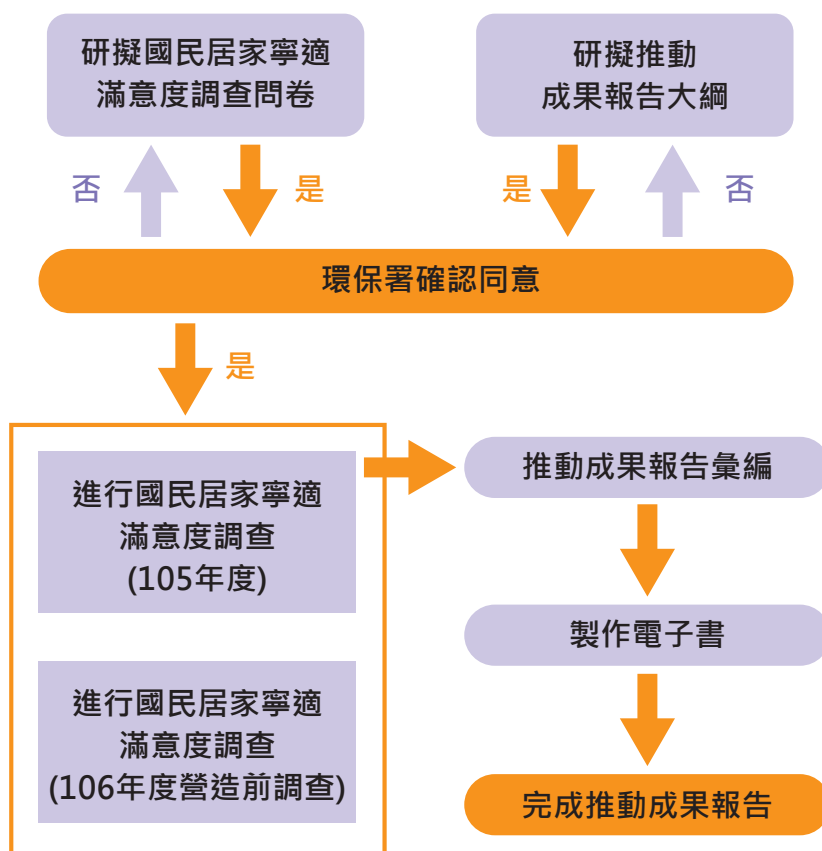 研擬國民居家寧適
滿意度調查問卷
研擬推動
成果報告大綱
否
是
是
否
環保署確認同意
是
進行國民居家寧適
滿意度調查
(105年度)
進行國民居家寧適
滿意度調查
(106年度營造前調查)
推動成果報告彙編
製作電子書
完成推動成果報告